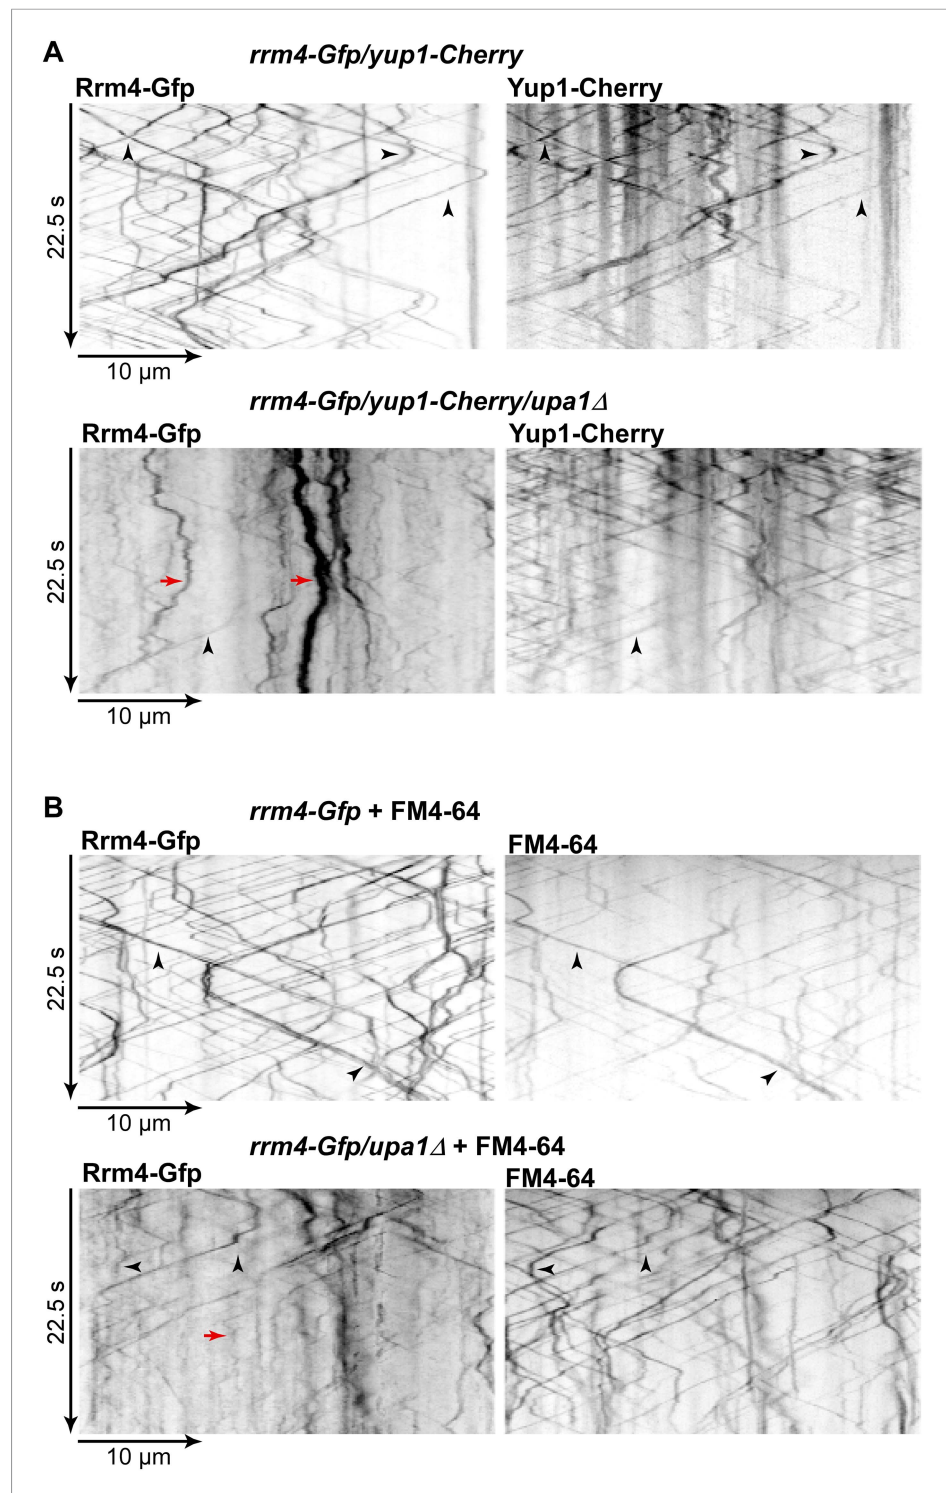 A
rrm4-Gfp/yup1-Cherry
Rrm4-Gfp
Yup1-Cherry
22.5 s
10 µm
rrm4-Gfp/yup1-Cherry/upa1Δ
Rrm4-Gfp
Yup1-Cherry
22.5 s
10 µm
B
rrm4-Gfp + FM4-64
Rrm4-Gfp
FM4-64
22.5 s
10 µm
rrm4-Gfp/upa1Δ + FM4-64
Rrm4-Gfp
FM4-64
22.5 s
10 µm